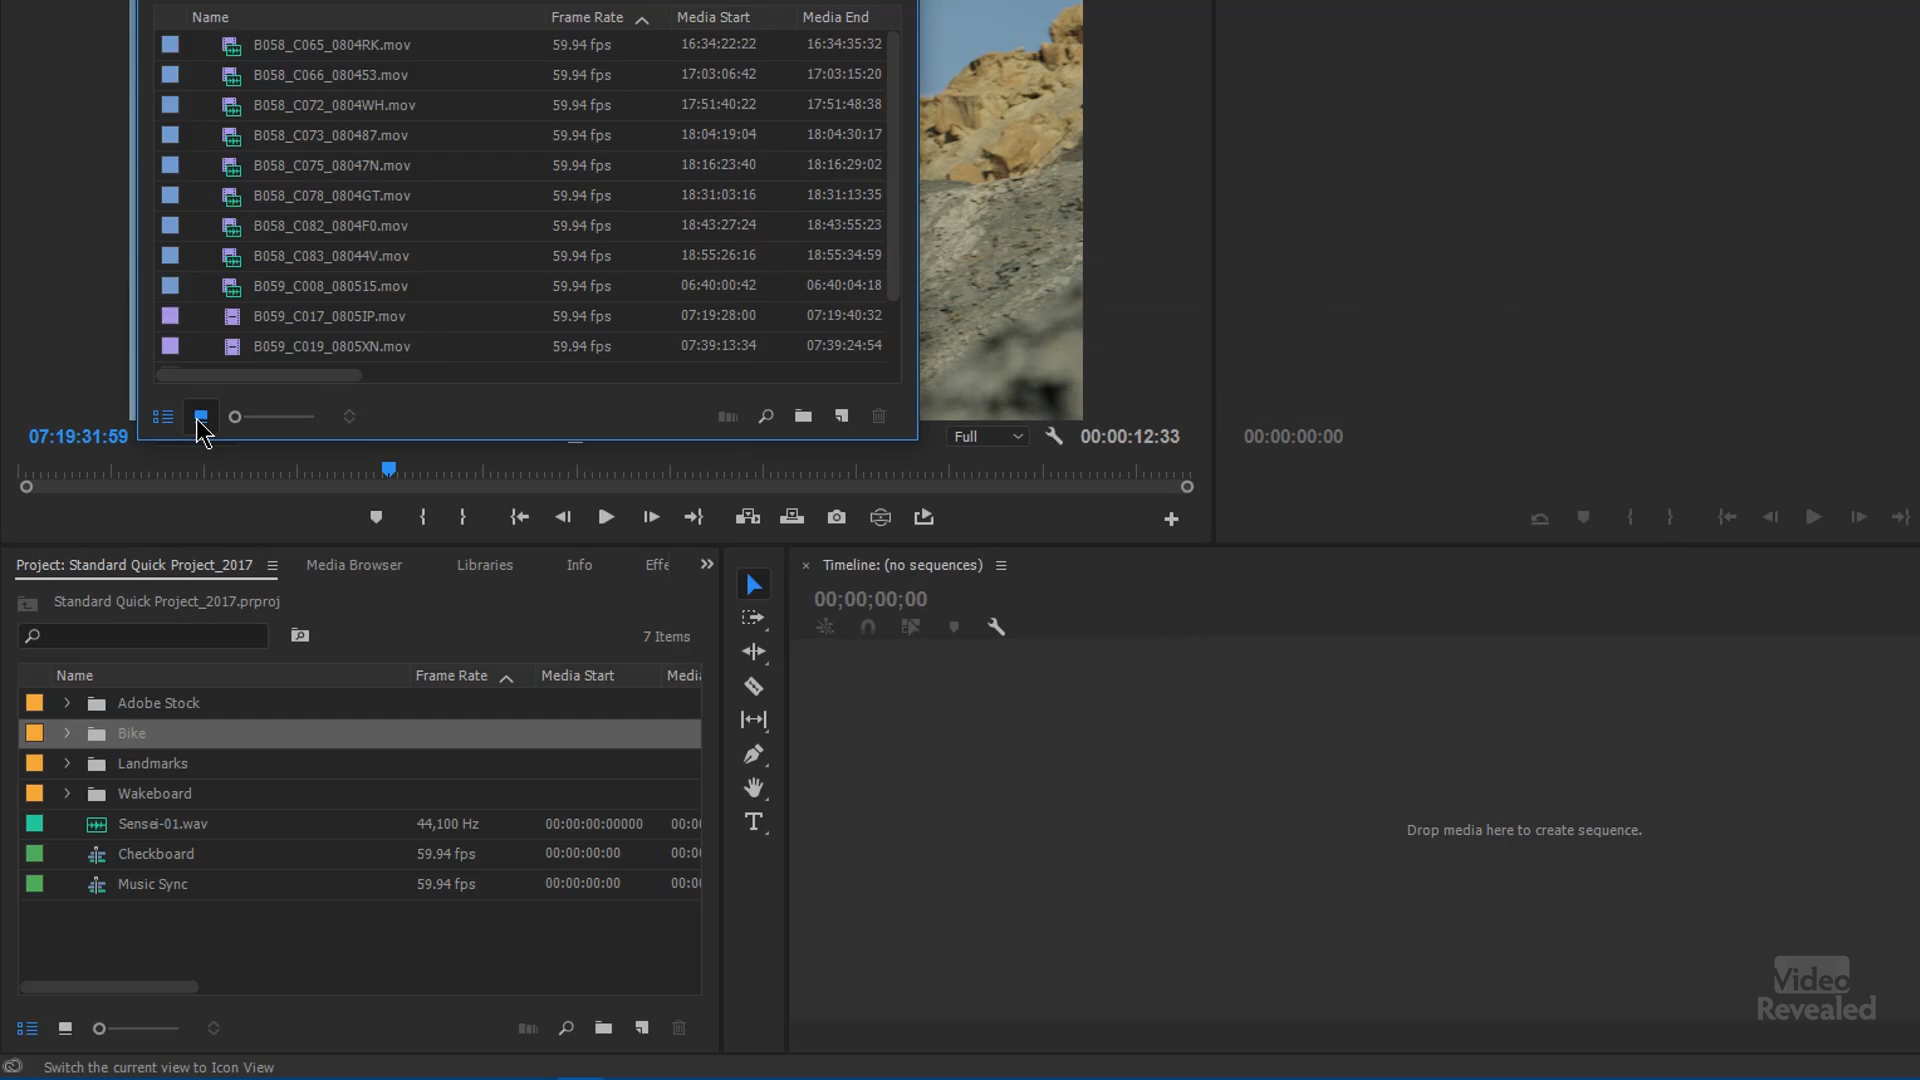 Name Frame Rate Media Start Media End
B058_C065_0804RK.mov 59.94 fps 16:34:22:22 16:34:35:32
B058_C066_080453.mov 59.94 fps 17:03:06:42 17:03:15:20
B058_C072_0804WH.mov 59.94 fps 17:51:40:22 17:51:48:38
B058_C073_080487.mov 59.94 fps 18:04:19:04 18:04:30:17
B058_C075_08047N.mov 59.94 fps 18:16:23:40 18:16:29:02
B058_C078_0804GT.mov 59.94 fps 18:31:03:16 18:31:13:35
B058_C082_0804F0.mov 59.94 fps 18:43:27:24 18:43:55:23
B058_C083_08044V.mov 59.94 fps 18:55:26:16 18:55:34:59
B059_C008_080515.mov 59.94 fps 06:40:00:42 06:40:04:18
B059_C017_0805IP.mov 59.94 fps 07:19:28:00 07:19:40:32
B059_C019_0805XN.mov 59.94 fps 07:39:13:34 07:39:24:54
07:19:31:59 Full 00:00:12:33 00:00:00:00
Project: Standard Quick Project_2017 Media Browser Libraries Info Effe
Standard Quick Project_2017.prproj
7 Items
Name Frame Rate Media Start Media
Adobe Stock
Bike
Landmarks
Wakeboard
Sensei-01.wav 44,100 Hz 00:00:00:00000 00:00
Checkboard 59.94 fps 00:00:00:00 00:00
Music Sync 59.94 fps 00:00:00:00 00:00
Timeline: (no sequences)
00;00;00;00
Drop media here to create sequence.
Video
Revealed
Switch the current view to Icon View